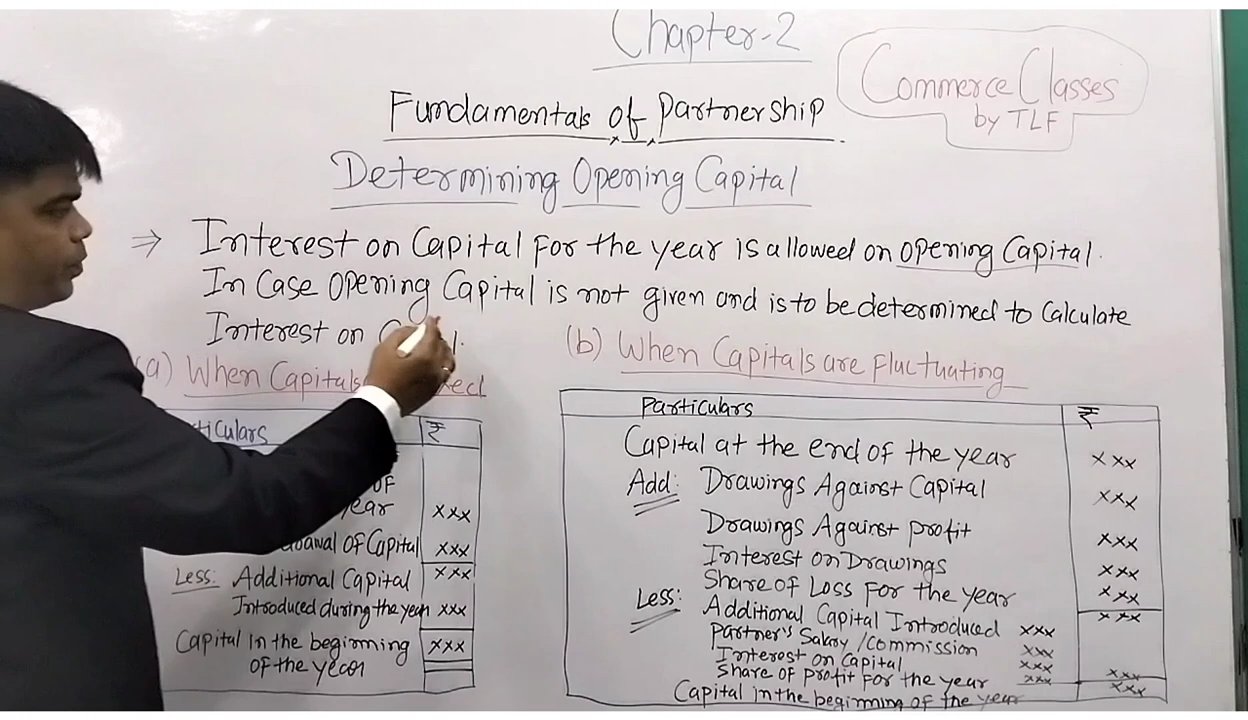 Chapter-2
Commerce Classes
by TLF
Fundamentals of Partnership
Determining Opening Capital
⇒ Interest on Capital for the year is allowed on opening Capital.
In Case Opening Capital is not given and is to be determined to Calculate
Interest on
(a) When Capitals
(b) When Capitals are Fluctuating
₹
year xxx
of Capital xxx
xxx
Less: Additional Capital
Introduced during the year xxx
Capital In the beginning xxx
of the year
Particulars ₹
Capital at the end of the year xxx
Add: Drawings Against Capital xxx
Drawings Against profit xxx
Interest on Drawings xxx
Share of Loss for the year xxx
xxx
Less: Additional Capital Introduced xxx
Partner's Salary / Commission xxx
Interest on Capital xxx
Share of profit for the year xxx xxx
Capital in the beginning of the year xxx